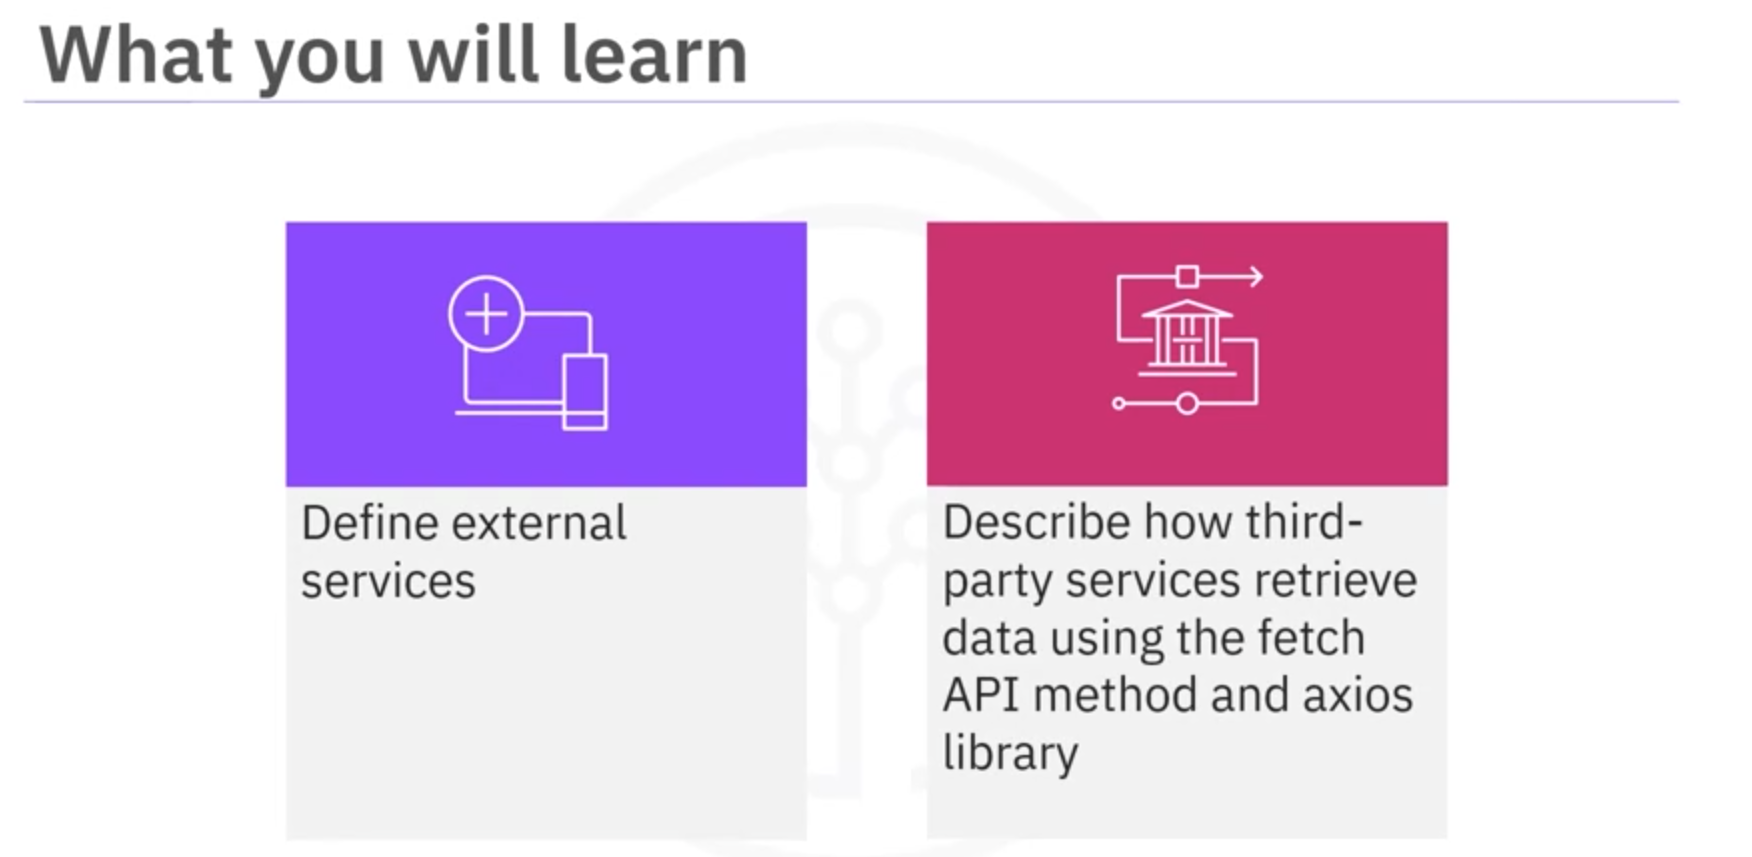 What you will learn
Define external
services
Describe how third-
party services retrieve
data using the fetch
API method and axios
library